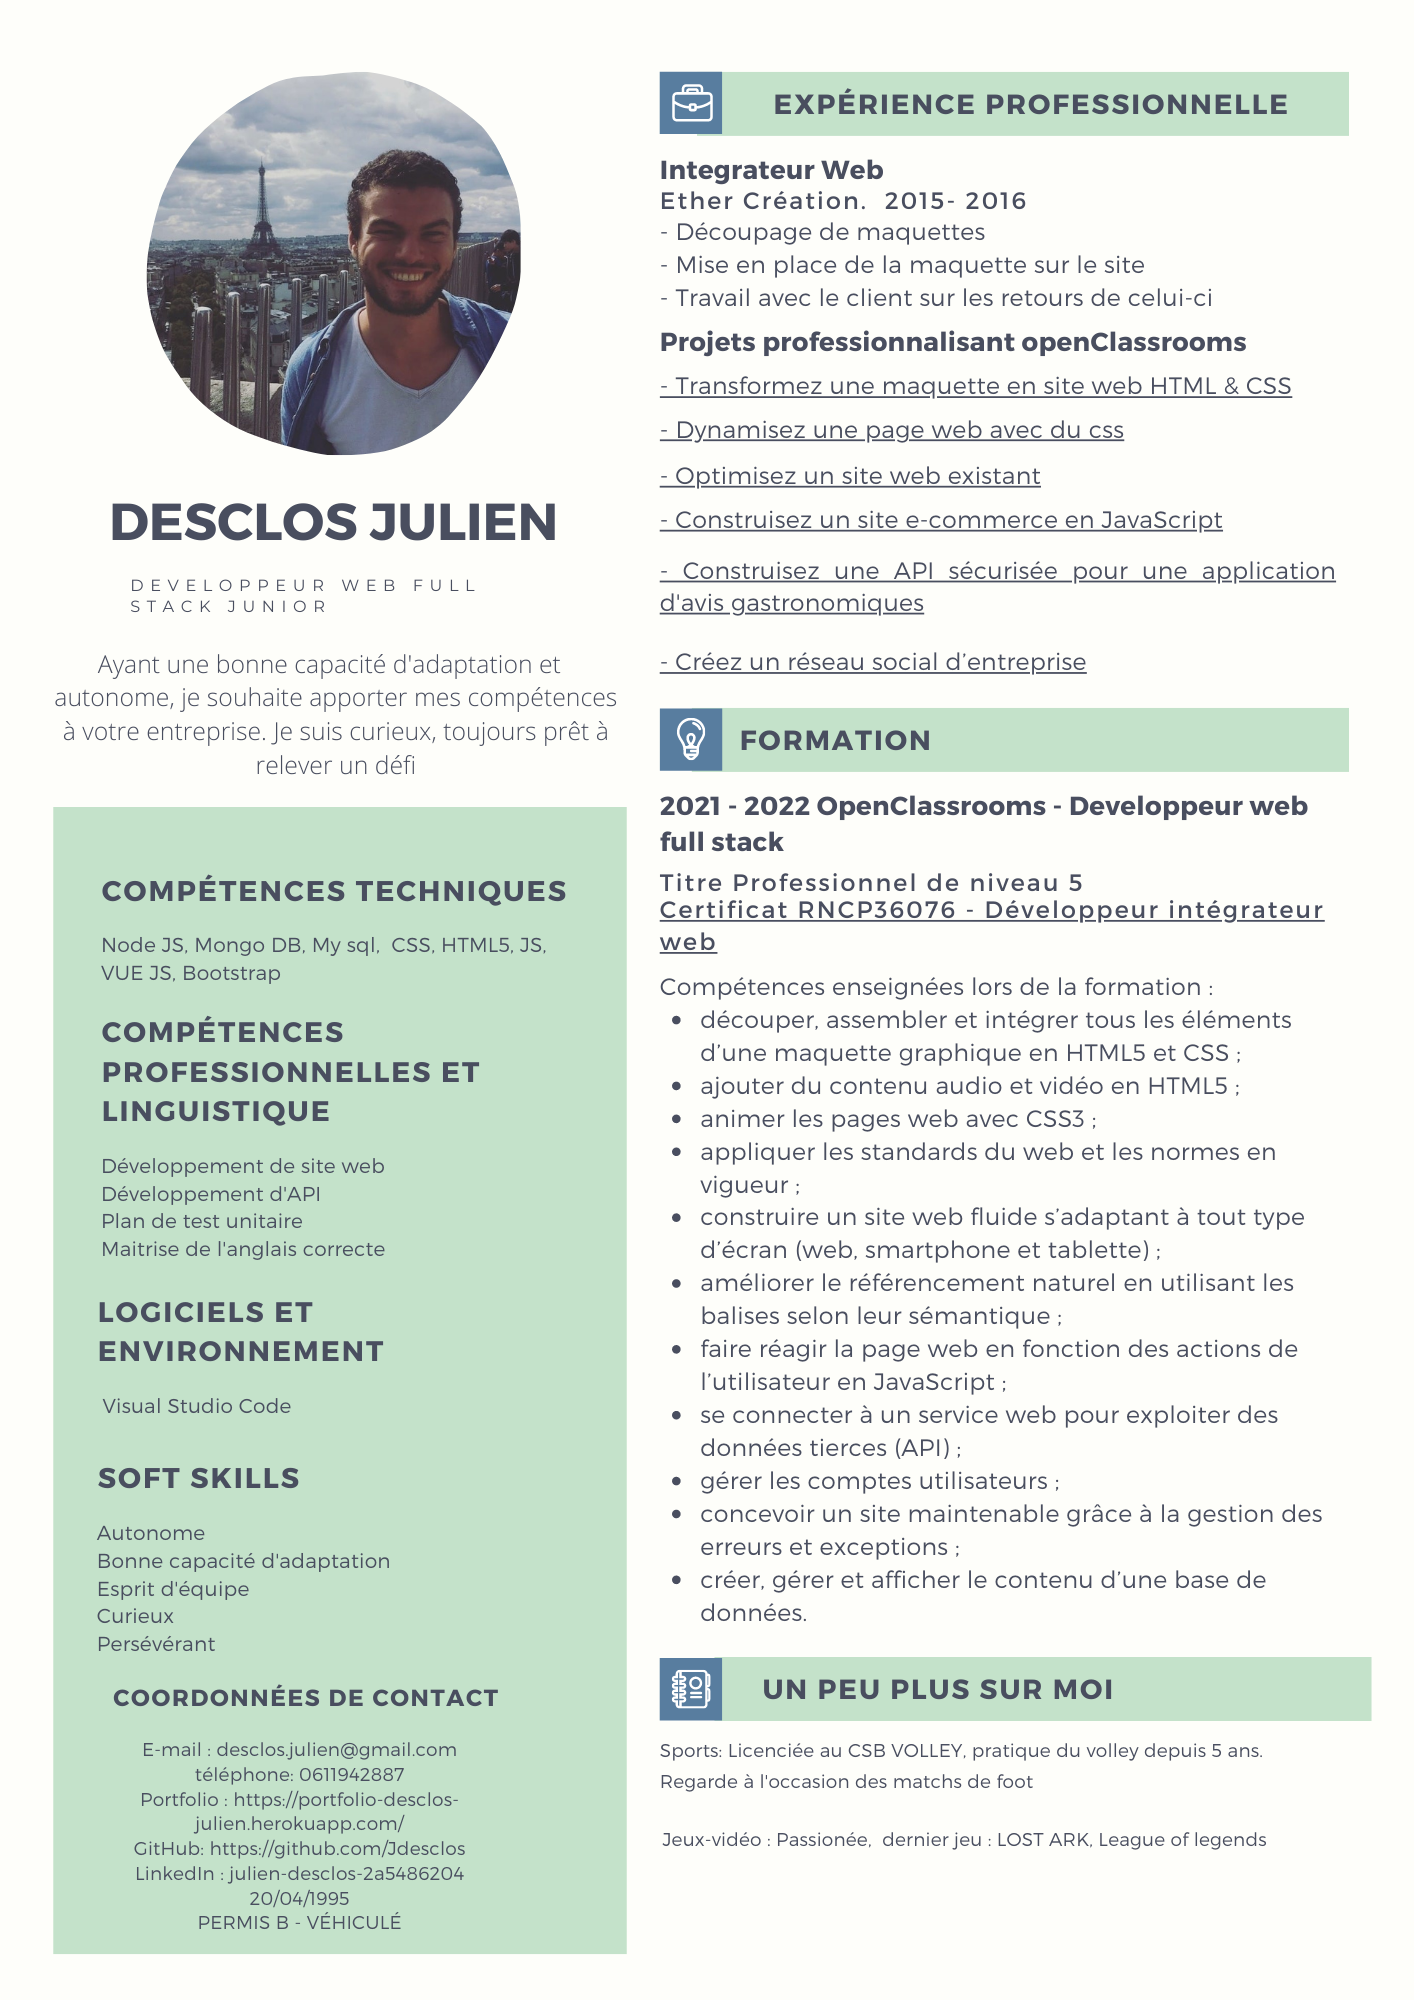 DESCLOS JULIEN
DEVELOPPEUR WEB FULL
STACK JUNIOR
Ayant une bonne capacité d'adaptation et
autonome, je souhaite apporter mes compétences
à votre entreprise. Je suis curieux, toujours prêt à
relever un défi
COMPÉTENCES TECHNIQUES
Node JS, Mongo DB, My sql,  CSS, HTML5, JS,
VUE JS, Bootstrap
COMPÉTENCES
PROFESSIONNELLES ET
LINGUISTIQUE
Développement de site web
Développement d'API
Plan de test unitaire
Maitrise de l'anglais correcte
LOGICIELS ET
ENVIRONNEMENT
Visual Studio Code
SOFT SKILLS
Autonome
Bonne capacité d'adaptation
Esprit d'équipe
Curieux
Persévérant
COORDONNÉES DE CONTACT
E-mail : desclos.julien@gmail.com
téléphone: 0611942887
Portfolio : https://portfolio-desclos-
julien.herokuapp.com/
GitHub: https://github.com/Jdesclos
LinkedIn : julien-desclos-2a5486204
20/04/1995
PERMIS B - VÉHICULÉ
EXPÉRIENCE PROFESSIONNELLE
Integrateur Web
Ether Création.  2015- 2016
- Découpage de maquettes
- Mise en place de la maquette sur le site
- Travail avec le client sur les retours de celui-ci
Projets professionnalisant openClassrooms
- Transformez une maquette en site web HTML & CSS
- Dynamisez une page web avec du css
- Optimisez un site web existant
- Construisez un site e-commerce en JavaScript
- Construisez une API sécurisée pour une application
d'avis gastronomiques
- Créez un réseau social d’entreprise
FORMATION
2021 - 2022 OpenClassrooms - Developpeur web
full stack
Titre Professionnel de niveau 5
Certificat RNCP36076 - Développeur intégrateur
web
Compétences enseignées lors de la formation :
• découper, assembler et intégrer tous les éléments
d’une maquette graphique en HTML5 et CSS ;
• ajouter du contenu audio et vidéo en HTML5 ;
• animer les pages web avec CSS3 ;
• appliquer les standards du web et les normes en
vigueur ;
• construire un site web fluide s’adaptant à tout type
d’écran (web, smartphone et tablette) ;
• améliorer le référencement naturel en utilisant les
balises selon leur sémantique ;
• faire réagir la page web en fonction des actions de
l’utilisateur en JavaScript ;
• se connecter à un service web pour exploiter des
données tierces (API) ;
• gérer les comptes utilisateurs ;
• concevoir un site maintenable grâce à la gestion des
erreurs et exceptions ;
• créer, gérer et afficher le contenu d’une base de
données.
UN PEU PLUS SUR MOI
Sports: Licenciée au CSB VOLLEY, pratique du volley depuis 5 ans.
Regarde à l'occasion des matchs de foot
Jeux-vidéo : Passionée,  dernier jeu : LOST ARK, League of legends